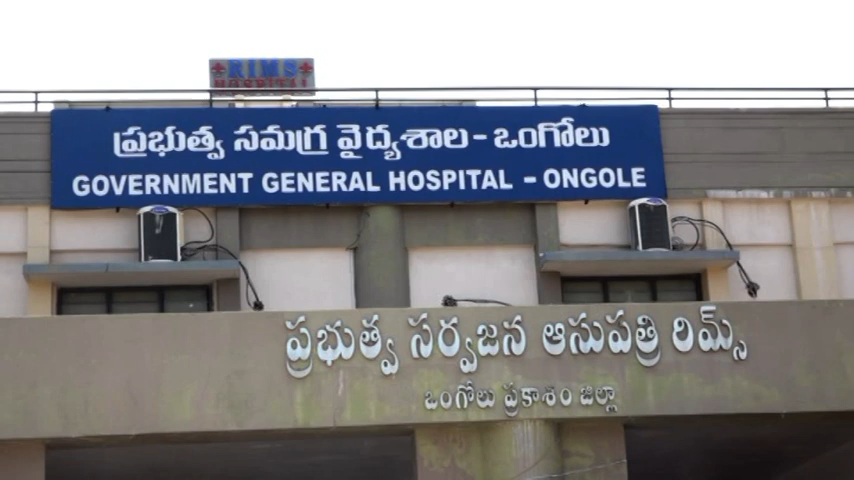 RIMS
HOSPITAL
ప్రభుత్వ సమగ్ర వైద్యశాల - ఒంగోలు
GOVERNMENT GENERAL HOSPITAL - ONGOLE
ప్రభుత్వ సర్వజన ఆసుపత్రి రిమ్స్
ఒంగోలు ప్రకాశం జిల్లా